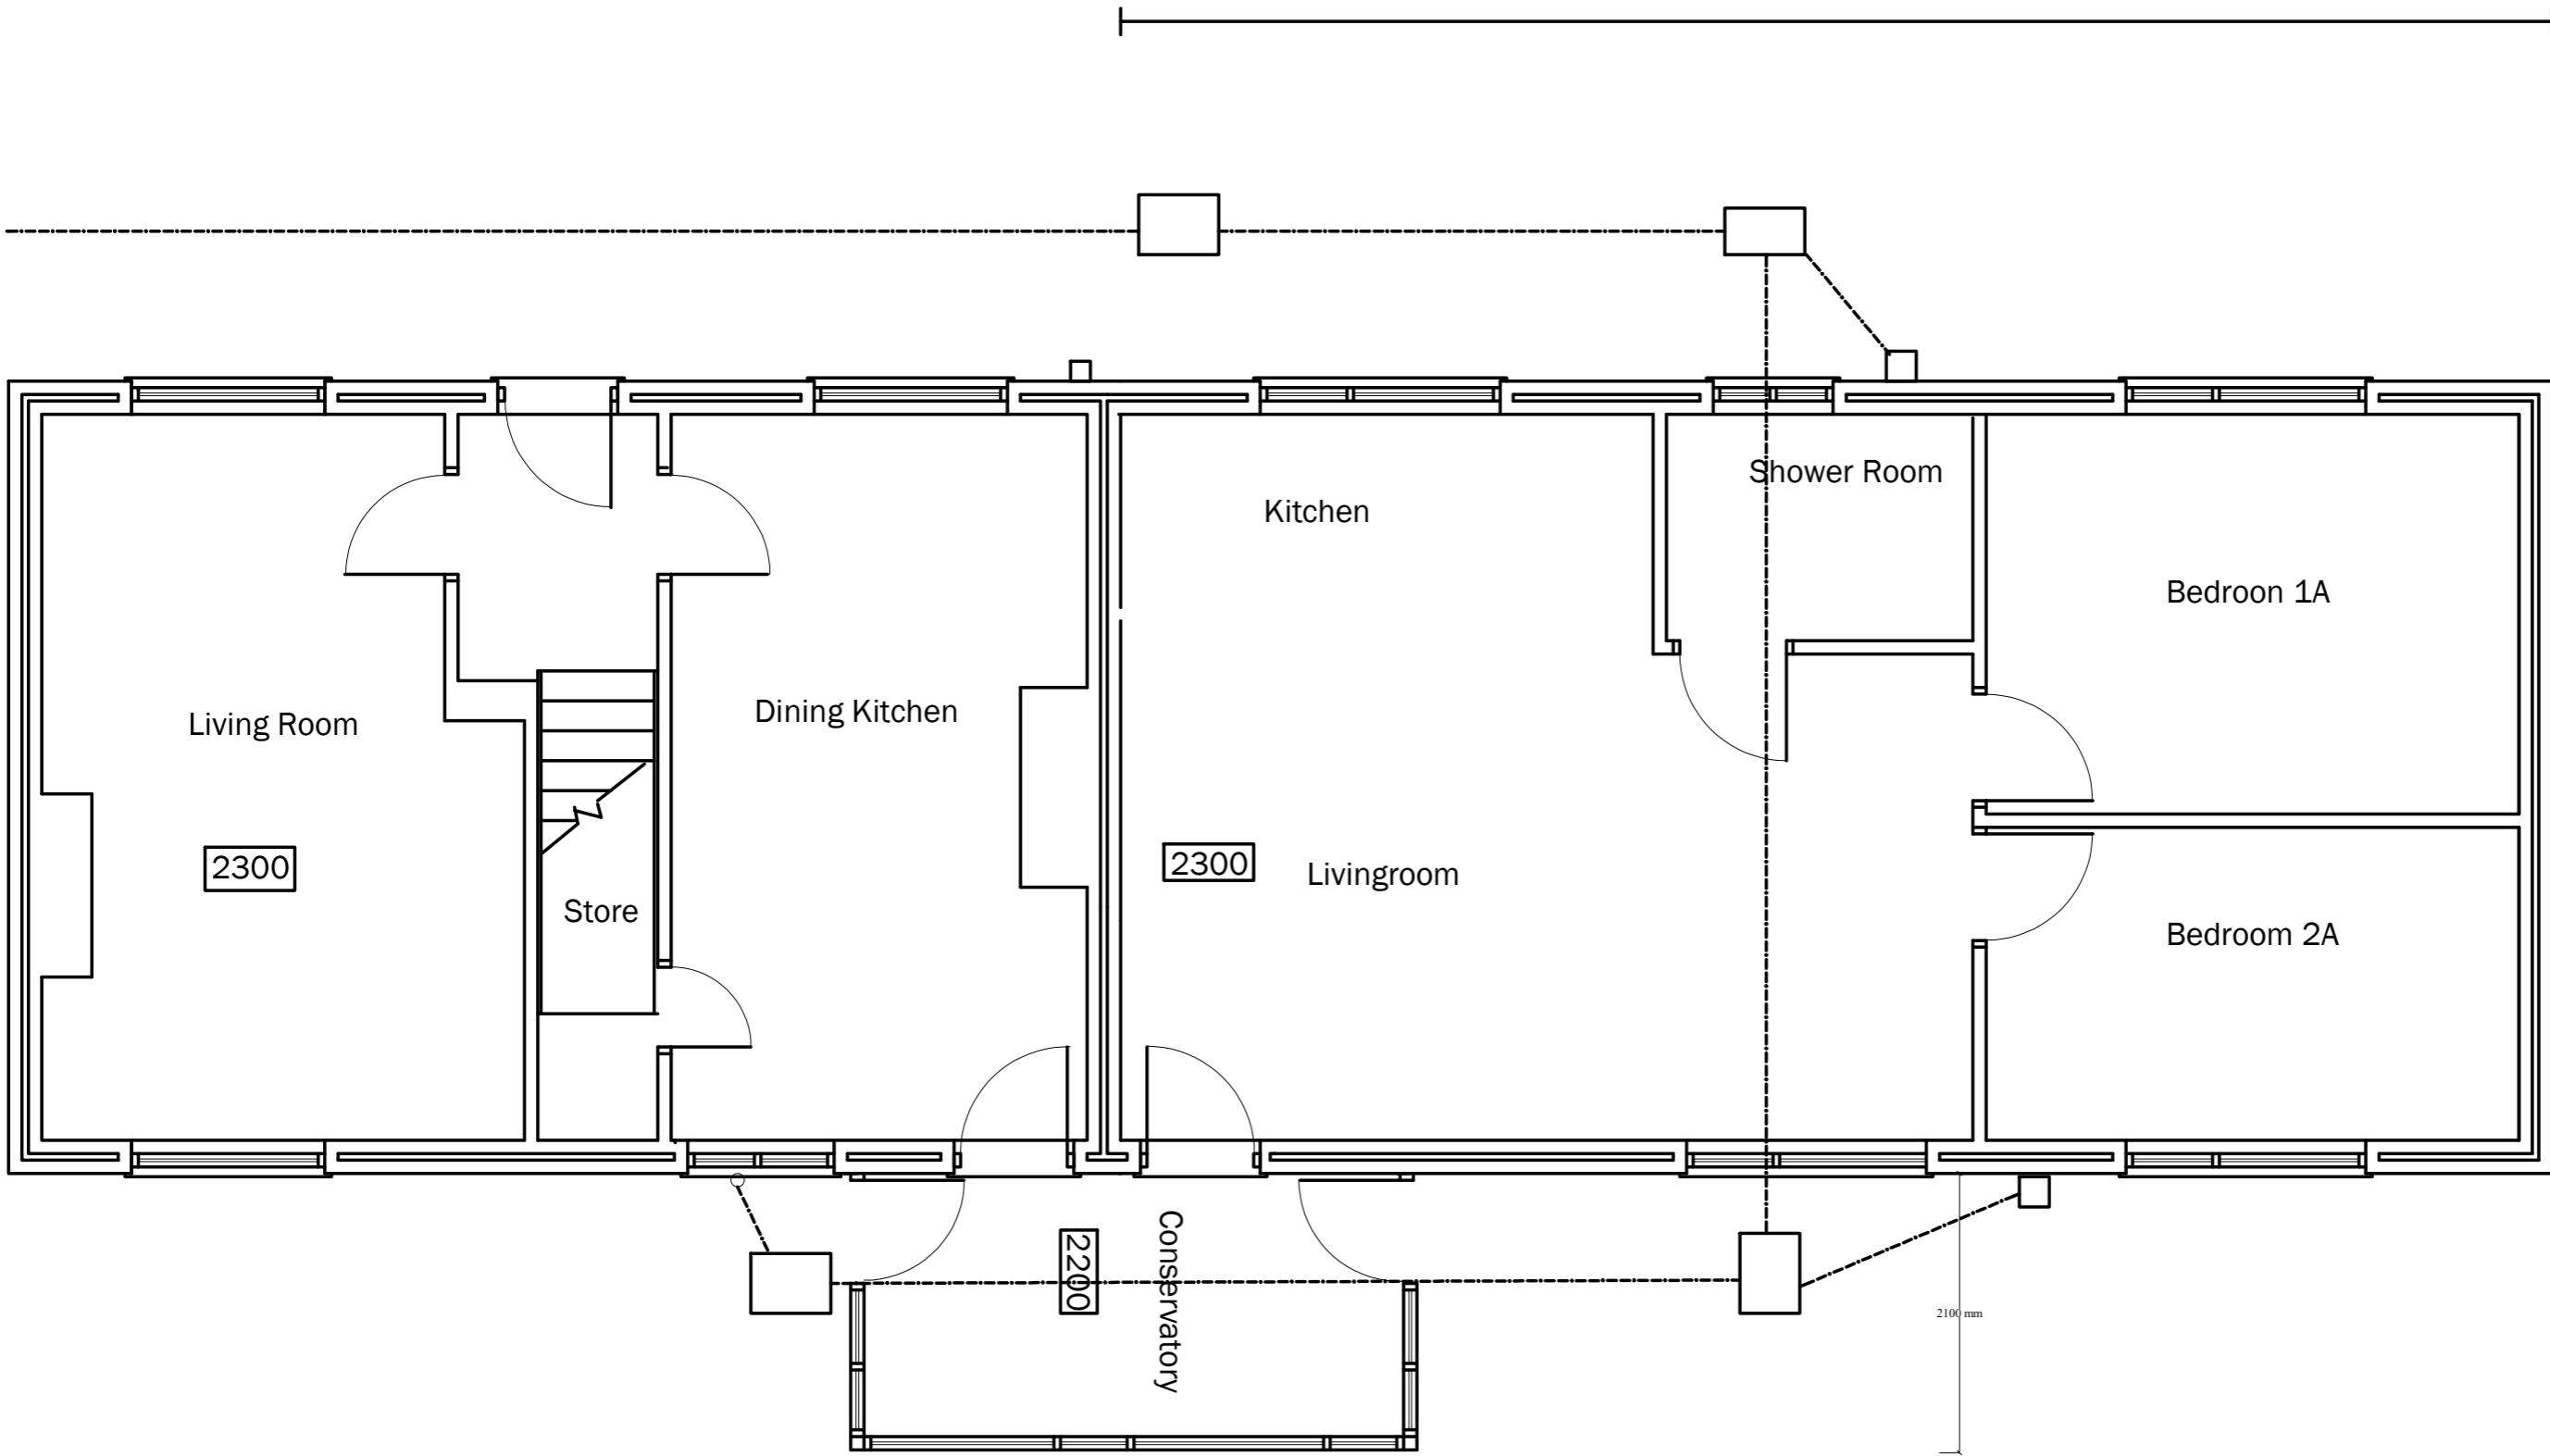 Shower Room
Kitchen
Bedroon 1A
Living Room
Dining Kitchen
2300
2300
Livingroom
Store
Bedroom 2A
2200
Conservatory
2100 mm